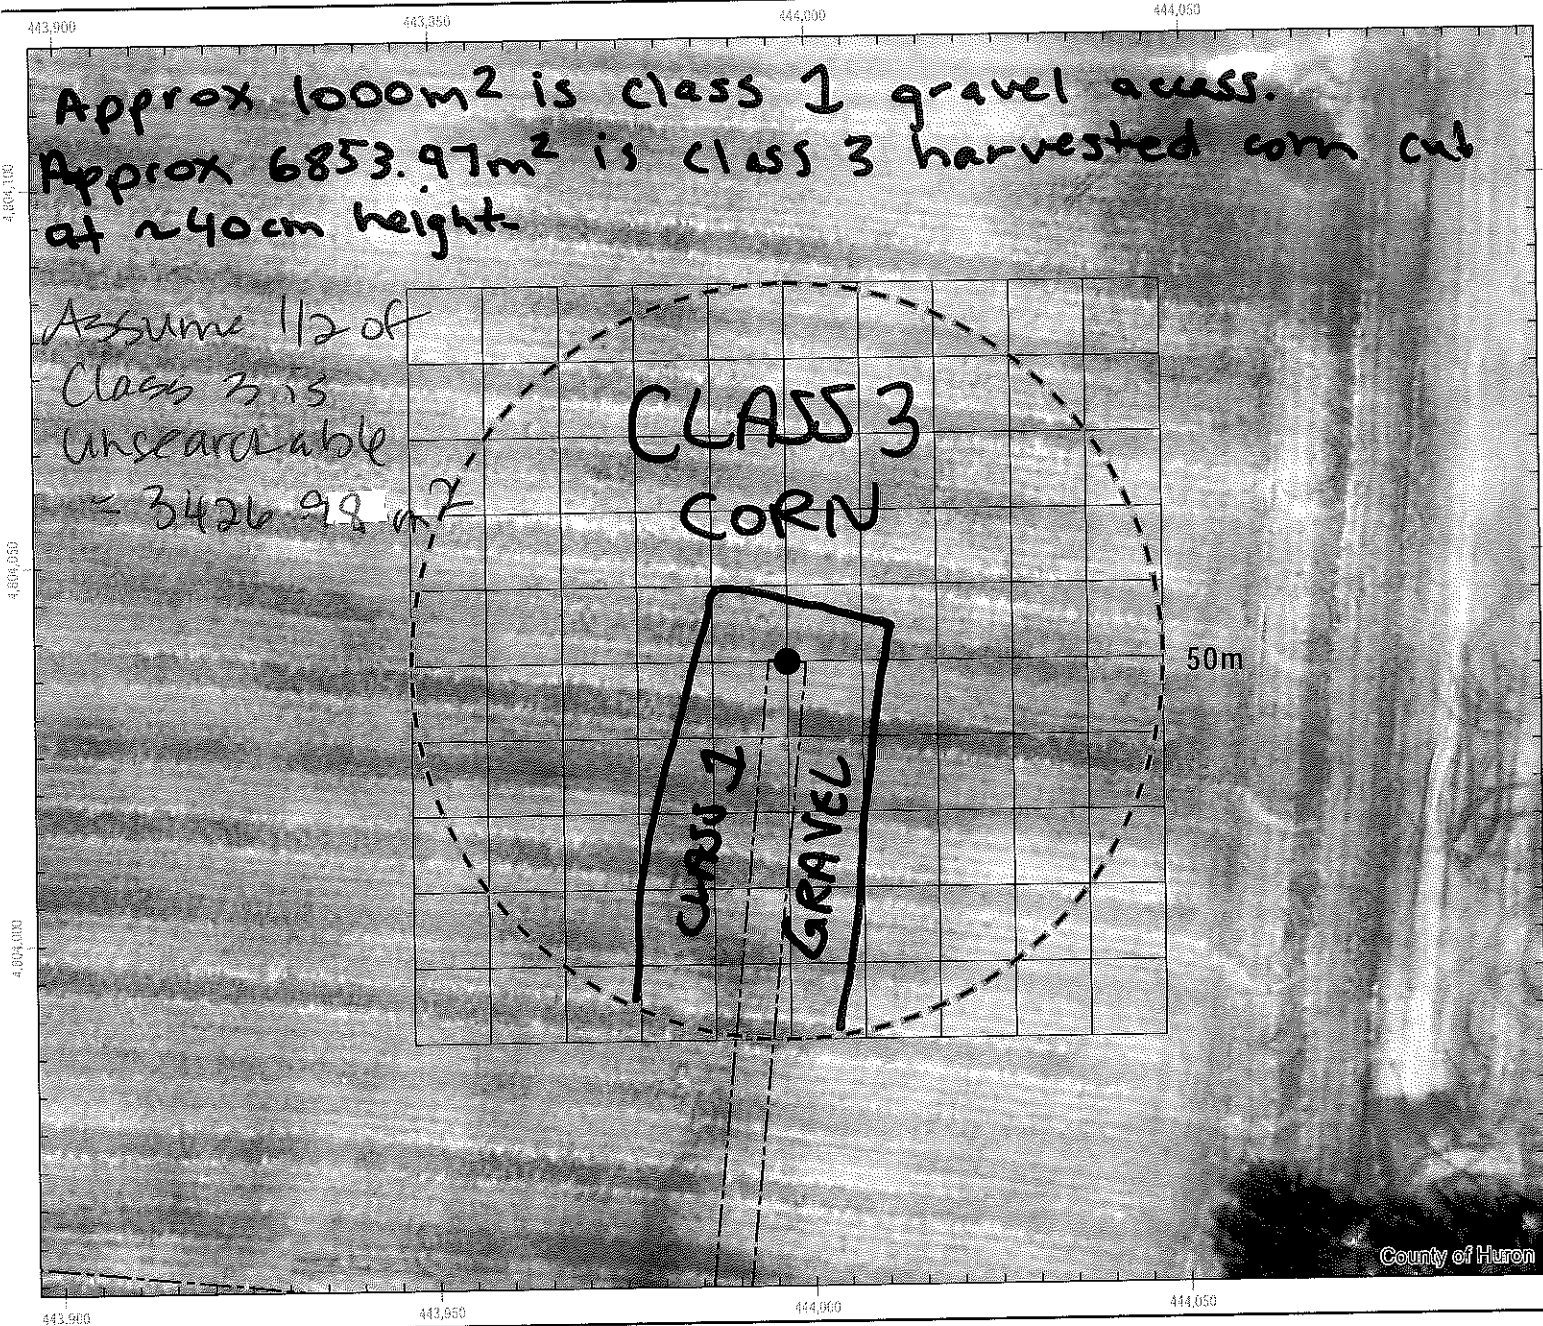 443,900 443,950 444,000 444,050
Approx 1000m² is class 1 gravel access.
Approx 6853.97m² is class 3 harvested corn cut
at ~40cm height.
4,804,100
Assume 1/2 of
Class 3 is
unsearchable
= 3426.98 m²
CLASS 3
CORN
4,804,050
50m
CLASS 1
GRAVEL
4,804,000
County of Huron
443,900 443,950 444,000 444,050